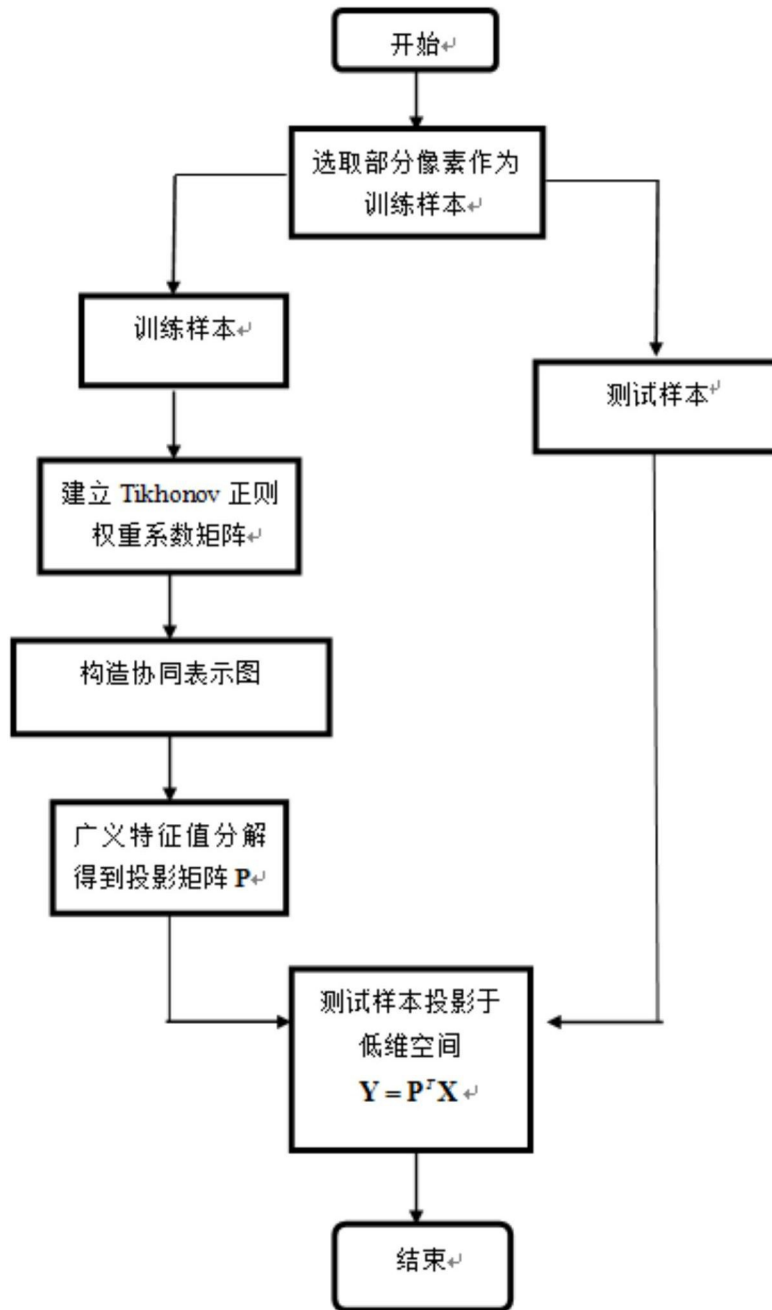 开始↵
选取部分像素作为
训练样本↵
训练样本↵
测试样本↵
建立 Tikhonov 正则
权重系数矩阵↵
构造协同表示图
广义特征值分解
得到投影矩阵 P↵
测试样本投影于
低维空间
Y = PᵀX ↵
结束↵